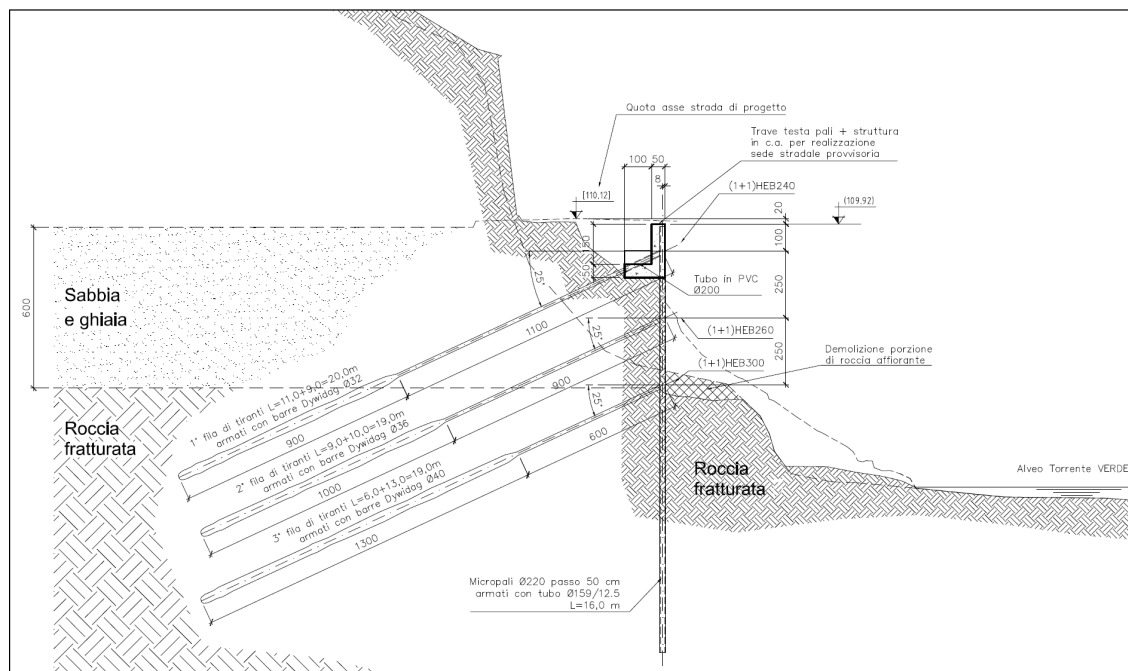 Quota asse strada di progetto
Trave testa pali + struttura
in c.a. per realizzazione
sede stradale provvisoria
100
50
8
(1+1)HEB240
[110.12]
(109.92)
20
100
150
50
250
250
600
25°
25°
25°
Sabbia
e ghiaia
Tubo in PVC
Ø200
(1+1)HEB260
(1+1)HEB300
Demolizione porzione
di roccia affiorante
1100
900
600
Roccia
fratturata
1° fila di tiranti L=11,0+9,0=20,0m
armati con barre Dywidag Ø32
900
2° fila di tiranti L=9,0+10,0=19,0m
armati con barre Dywidag Ø36
1000
3° fila di tiranti L=6,0+13,0=19,0m
armati con barre Dywidag Ø40
1300
Roccia
fratturata
Alveo Torrente VERDE
Micropali Ø220 passo 50 cm
armati con tubo Ø159/12.5
L=16,0 m